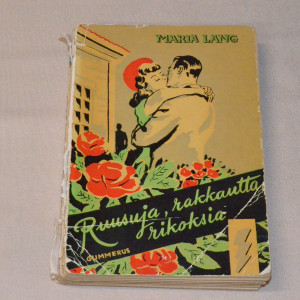 MARIA LANG
Ruusuja, rakkautta,
rikoksia
GUMMERUS